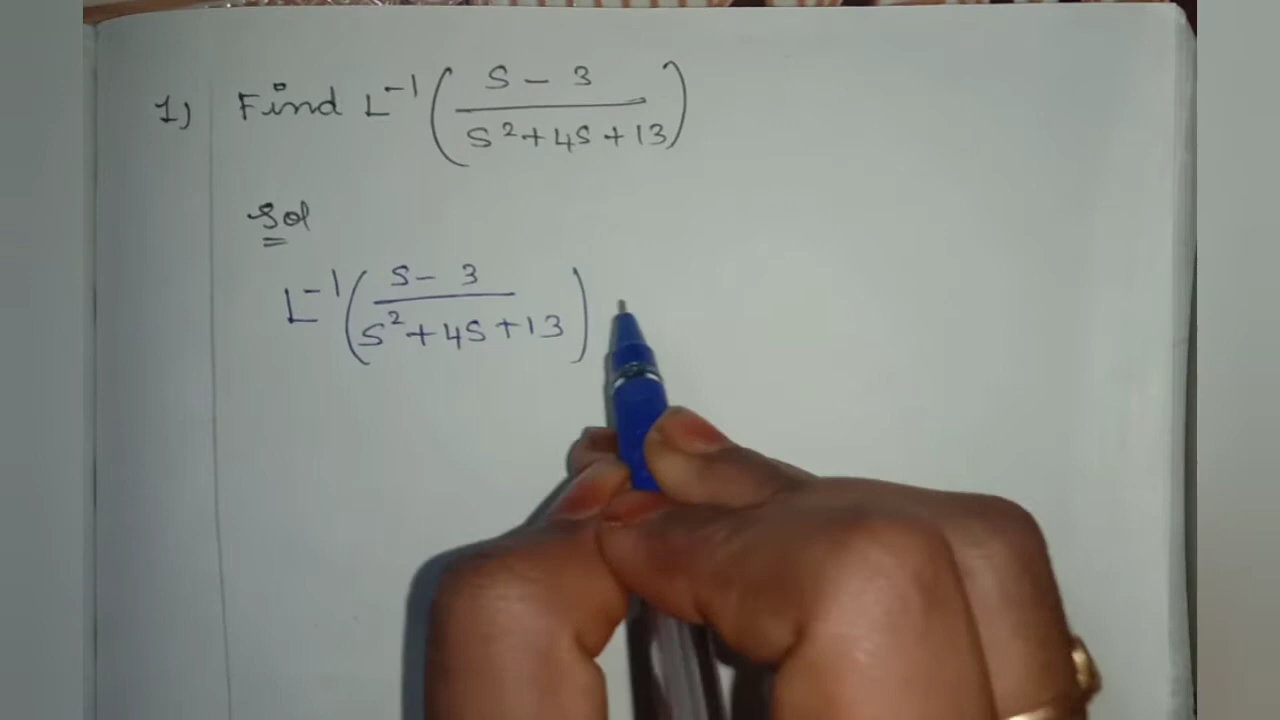 1) Find L⁻¹((S - 3)/(S² + 4S + 13))
Sol
L⁻¹((S - 3)/(S² + 4S + 13))